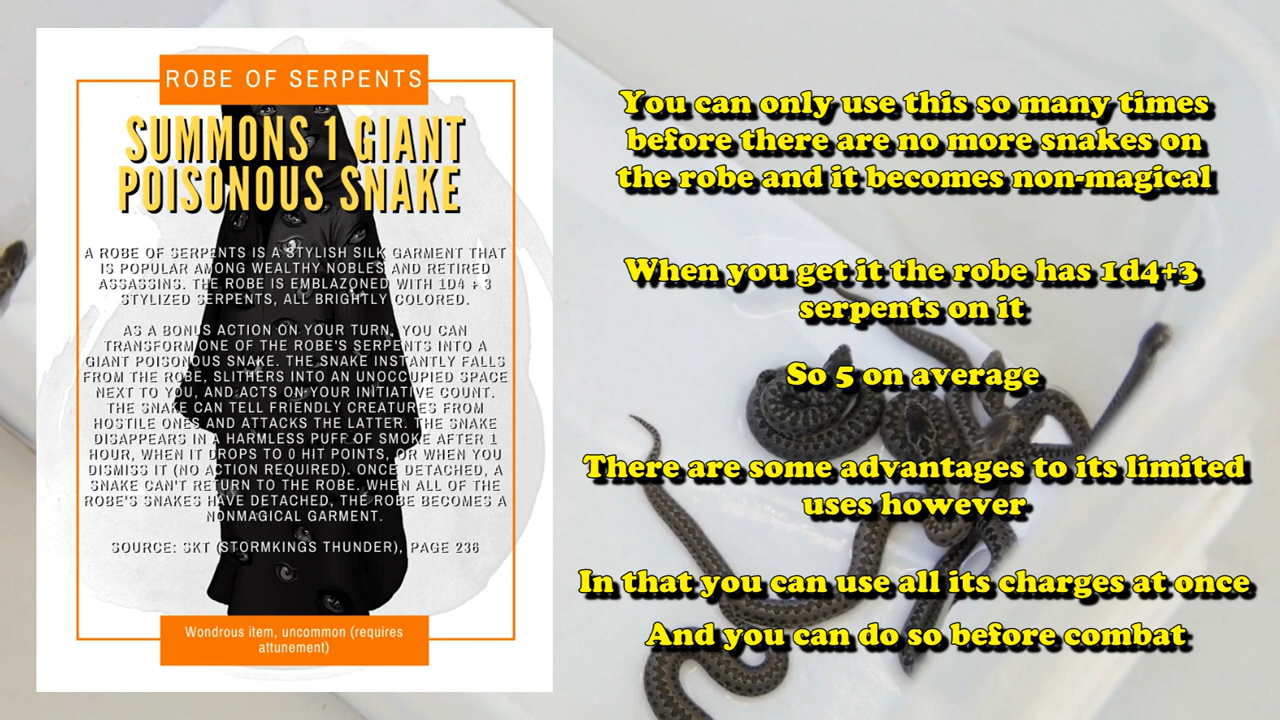 ROBE OF SERPENTS
SUMMONS 1 GIANT
POISONOUS SNAKE
A ROBE OF SERPENTS IS A STYLISH SILK GARMENT THAT
IS POPULAR AMONG WEALTHY NOBLES AND RETIRED
ASSASSINS. THE ROBE IS EMBLAZONED WITH 1D4 + 3
STYLIZED SERPENTS, ALL BRIGHTLY COLORED.
AS A BONUS ACTION ON YOUR TURN, YOU CAN
TRANSFORM ONE OF THE ROBE'S SERPENTS INTO A
GIANT POISONOUS SNAKE. THE SNAKE INSTANTLY FALLS
FROM THE ROBE, SLITHERS INTO AN UNOCCUPIED SPACE
NEXT TO YOU, AND ACTS ON YOUR INITIATIVE COUNT.
THE SNAKE CAN TELL FRIENDLY CREATURES FROM
HOSTILE ONES AND ATTACKS THE LATTER. THE SNAKE
DISAPPEARS IN A HARMLESS PUFF OF SMOKE AFTER 1
HOUR, WHEN IT DROPS TO 0 HIT POINTS, OR WHEN YOU
DISMISS IT (NO ACTION REQUIRED). ONCE DETACHED, A
SNAKE CAN'T RETURN TO THE ROBE. WHEN ALL OF THE
ROBE'S SNAKES HAVE DETACHED, THE ROBE BECOMES A
NONMAGICAL GARMENT.
SOURCE: SKT (STORMKINGS THUNDER), PAGE 236
Wondrous item, uncommon (requires
attunement)
You can only use this so many times
before there are no more snakes on
the robe and it becomes non-magical
When you get it the robe has 1d4+3
serpents on it
So 5 on average
There are some advantages to its limited
uses however
In that you can use all its charges at once
And you can do so before combat